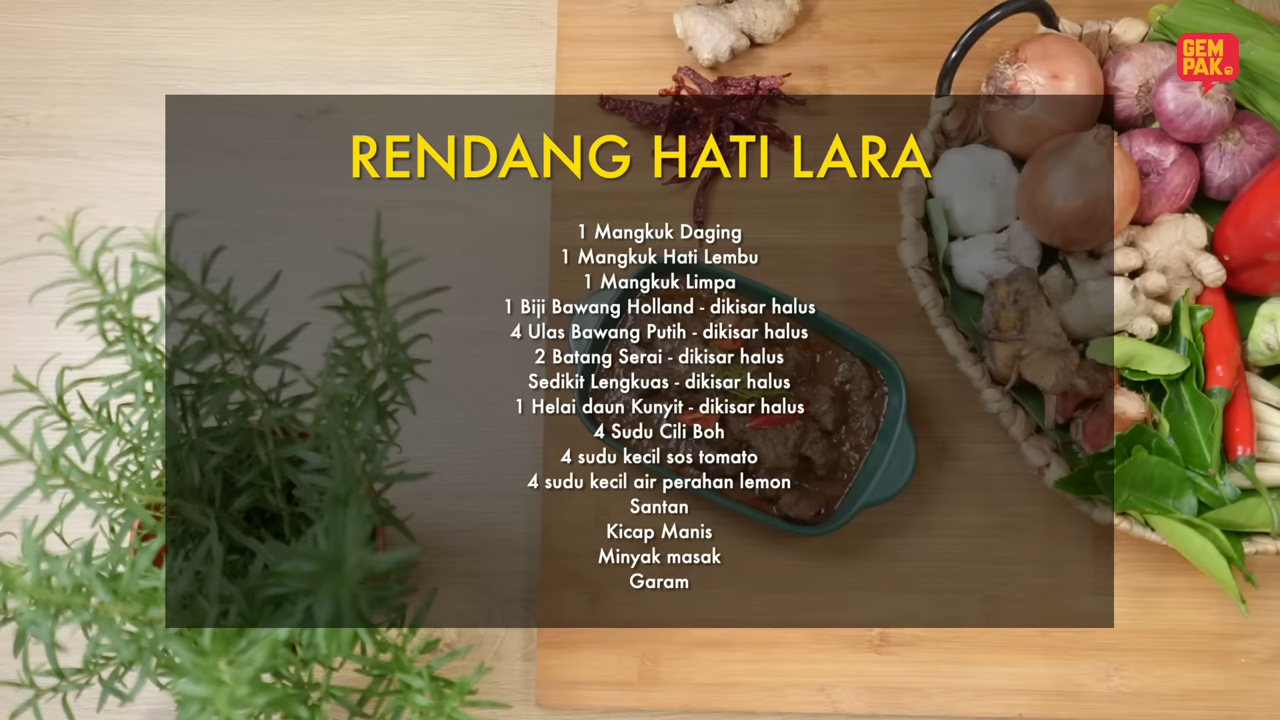 GEM
PAK
RENDANG HATI LARA
1 Mangkuk Daging
1 Mangkuk Hati Lembu
1 Mangkuk Limpa
1 Biji Bawang Holland - dikisar halus
4 Ulas Bawang Putih - dikisar halus
2 Batang Serai - dikisar halus
Sedikit Lengkuas - dikisar halus
1 Helai daun Kunyit - dikisar halus
4 Sudu Cili Boh
4 sudu kecil sos tomato
4 sudu kecil air perahan lemon
Santan
Kicap Manis
Minyak masak
Garam